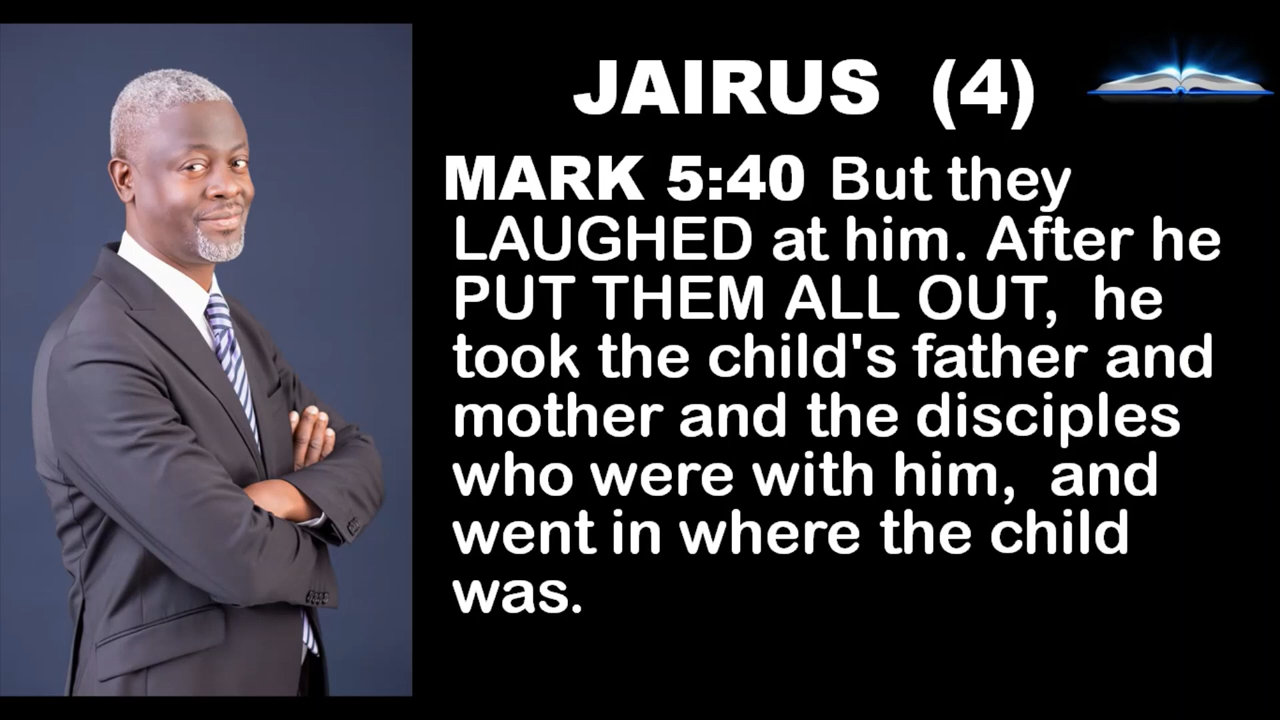 JAIRUS (4)
MARK 5:40 But they
LAUGHED at him. After he
PUT THEM ALL OUT, he
took the child's father and
mother and the disciples
who were with him, and
went in where the child
was.